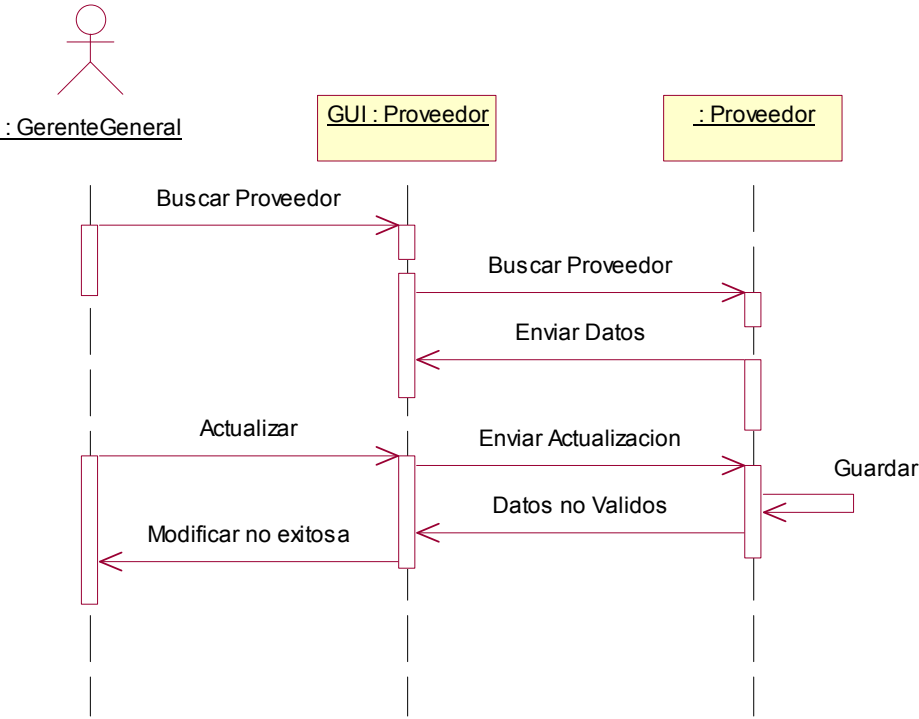 : GerenteGeneral
GUI : Proveedor
: Proveedor
Buscar Proveedor
Buscar Proveedor
Enviar Datos
Actualizar
Enviar Actualizacion
Guardar
Datos no Validos
Modificar no exitosa